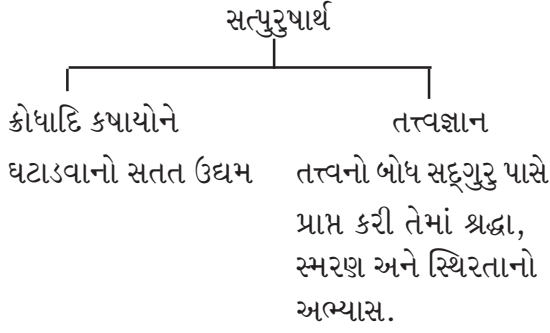 સત્પુરુષાર્થ
ક્રોધાદિ કષાયોને
ઘટાડવાનો સતત ઉદ્યમ
તત્ત્વજ્ઞાન
તત્ત્વનો બોધ સદ્‌ગુરુ પાસે
પ્રાપ્ત કરી તેમાં શ્રદ્ધા,
સ્મરણ અને સ્થિરતાનો
અભ્યાસ.